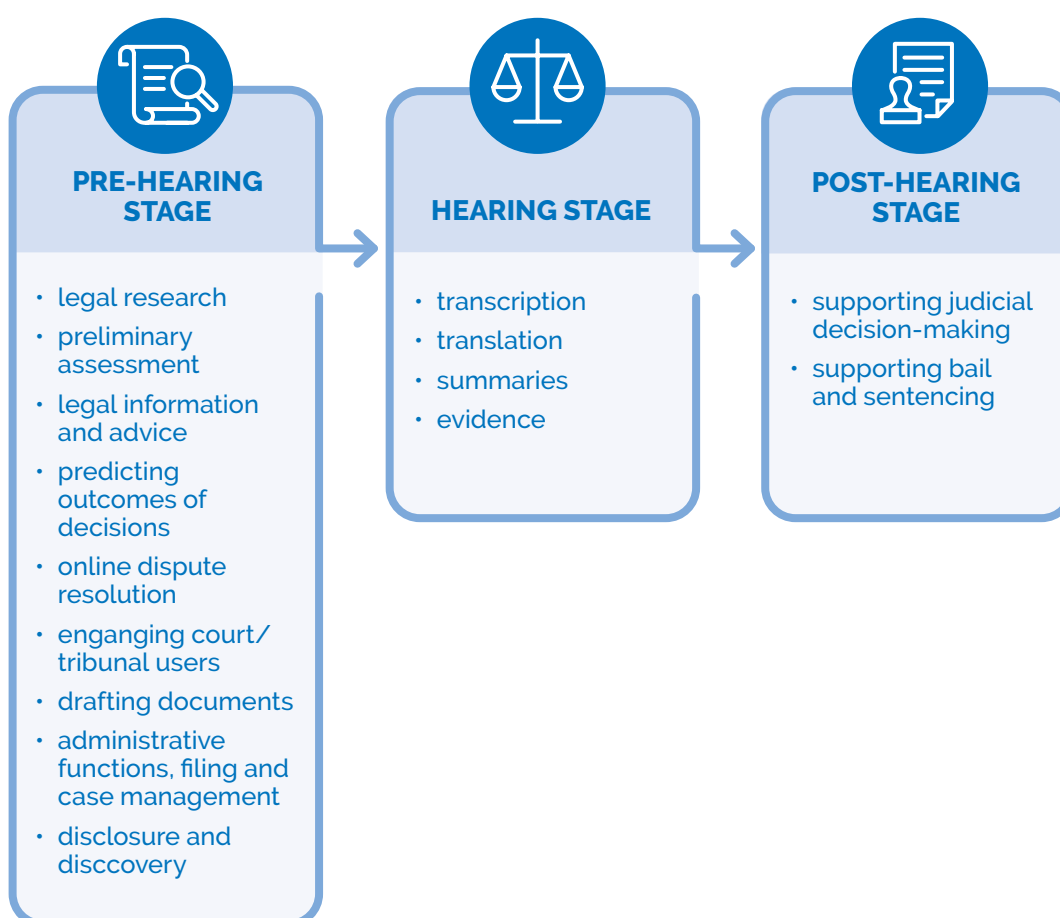 PRE-HEARING
STAGE
• legal research
• preliminary
assessment
• legal information
and advice
• predicting
outcomes of
decisions
• online dispute
resolution
• enganging court/
tribunal users
• drafting documents
• administrative
functions, filing and
case management
• disclosure and
disccovery
HEARING STAGE
• transcription
• translation
• summaries
• evidence
POST-HEARING
STAGE
• supporting judicial
decision-making
• supporting bail
and sentencing